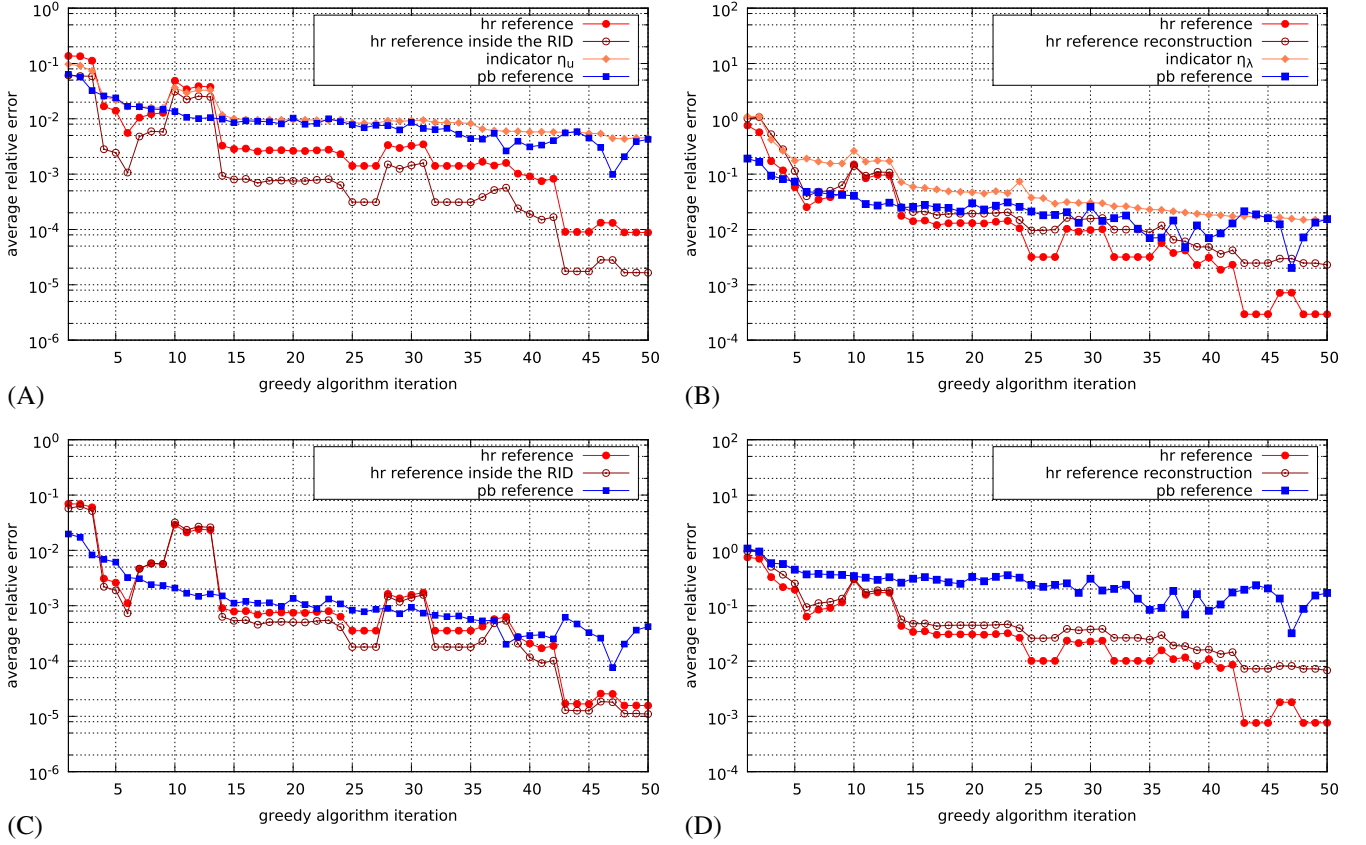 10^0
10^-1
10^-2
10^-3
10^-4
10^-5
10^-6
average relative error
hr reference
hr reference inside the RID
indicator η_u
pb reference
5 10 15 20 25 30 35 40 45 50
greedy algorithm iteration
(A)
10^2
10^1
10^0
10^-1
10^-2
10^-3
10^-4
average relative error
hr reference
hr reference reconstruction
indicator η_λ
pb reference
5 10 15 20 25 30 35 40 45 50
greedy algorithm iteration
(B)
10^0
10^-1
10^-2
10^-3
10^-4
10^-5
10^-6
average relative error
hr reference
hr reference inside the RID
pb reference
5 10 15 20 25 30 35 40 45 50
greedy algorithm iteration
(C)
10^2
10^1
10^0
10^-1
10^-2
10^-3
10^-4
average relative error
hr reference
hr reference reconstruction
pb reference
5 10 15 20 25 30 35 40 45 50
greedy algorithm iteration
(D)